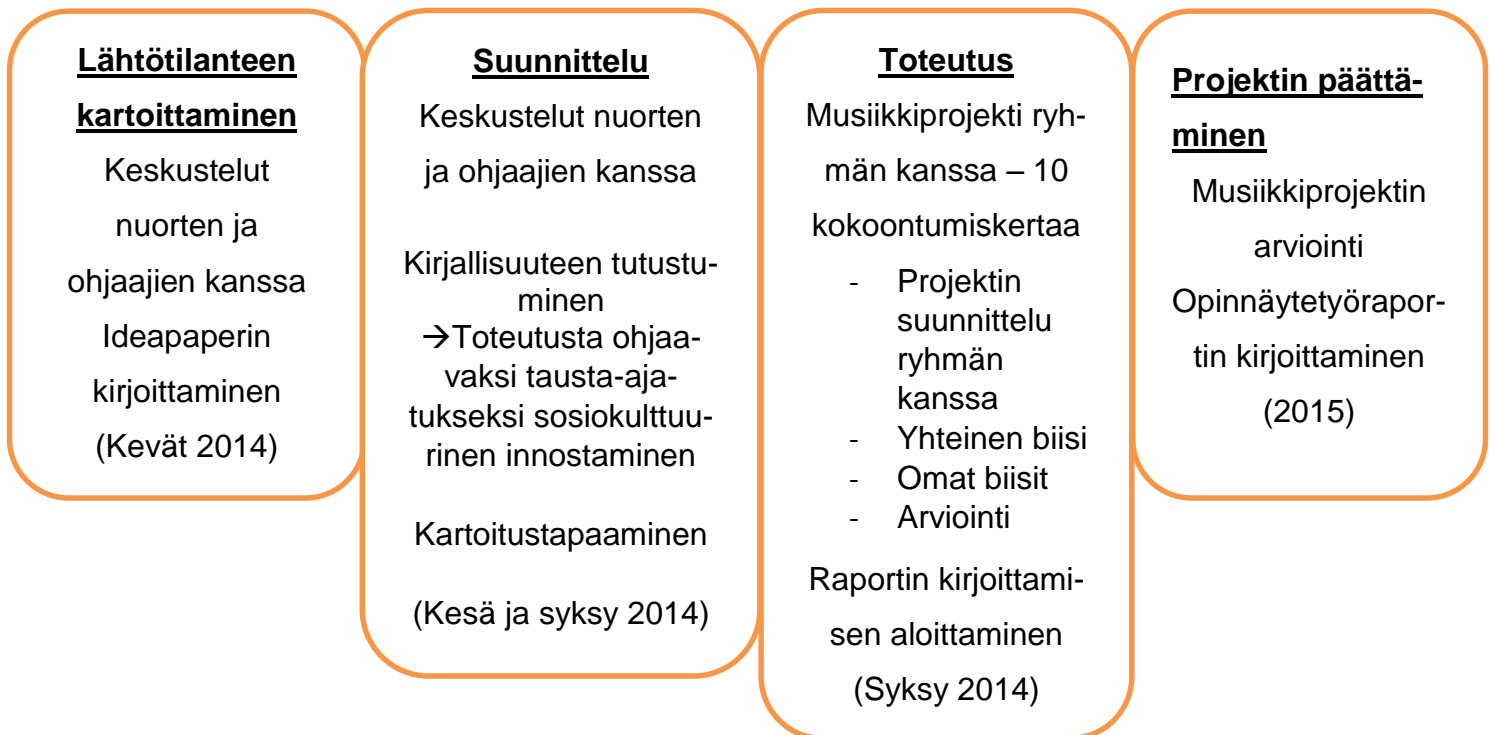 Lähtötilanteen
kartoittaminen
Keskustelut
nuorten ja
ohjaajien kanssa
Ideapaperin
kirjoittaminen
(Kevät 2014)
Suunnittelu
Keskustelut nuorten
ja ohjaajien kanssa
Kirjallisuuteen tutustu-
minen
→Toteutusta ohjaa-
vaksi tausta-aja-
tukseksi sosiokulttuu-
rinen innostaminen
Kartoitustapaaminen
(Kesä ja syksy 2014)
Toteutus
Musiikkiprojekti ryh-
män kanssa – 10
kokoontumiskertaa
- Projektin
suunnittelu
ryhmän
kanssa
- Yhteinen biisi
- Omat biisit
- Arviointi
Raportin kirjoittami-
sen aloittaminen
(Syksy 2014)
Projektin päättä-
minen
Musiikkiprojektin
arviointi
Opinnäytetyörapor-
tin kirjoittaminen
(2015)